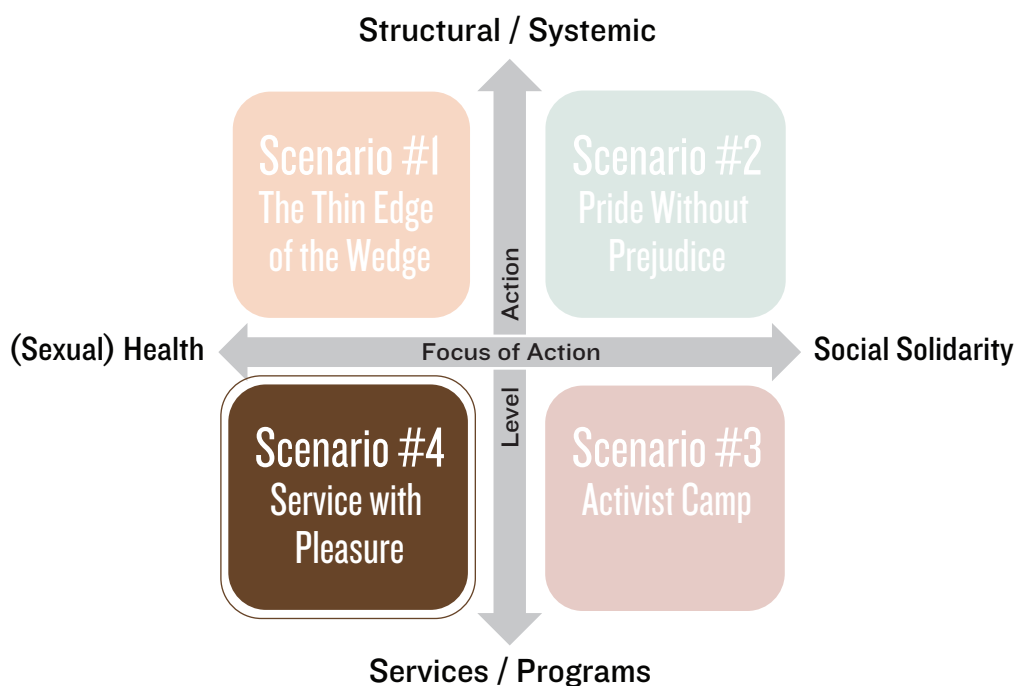 Structural / Systemic
Scenario #1
The Thin Edge
of the Wedge
Scenario #2
Pride Without
Prejudice
Action
(Sexual) Health
Focus of Action
Social Solidarity
Level
Scenario #4
Service with
Pleasure
Scenario #3
Activist Camp
Services / Programs